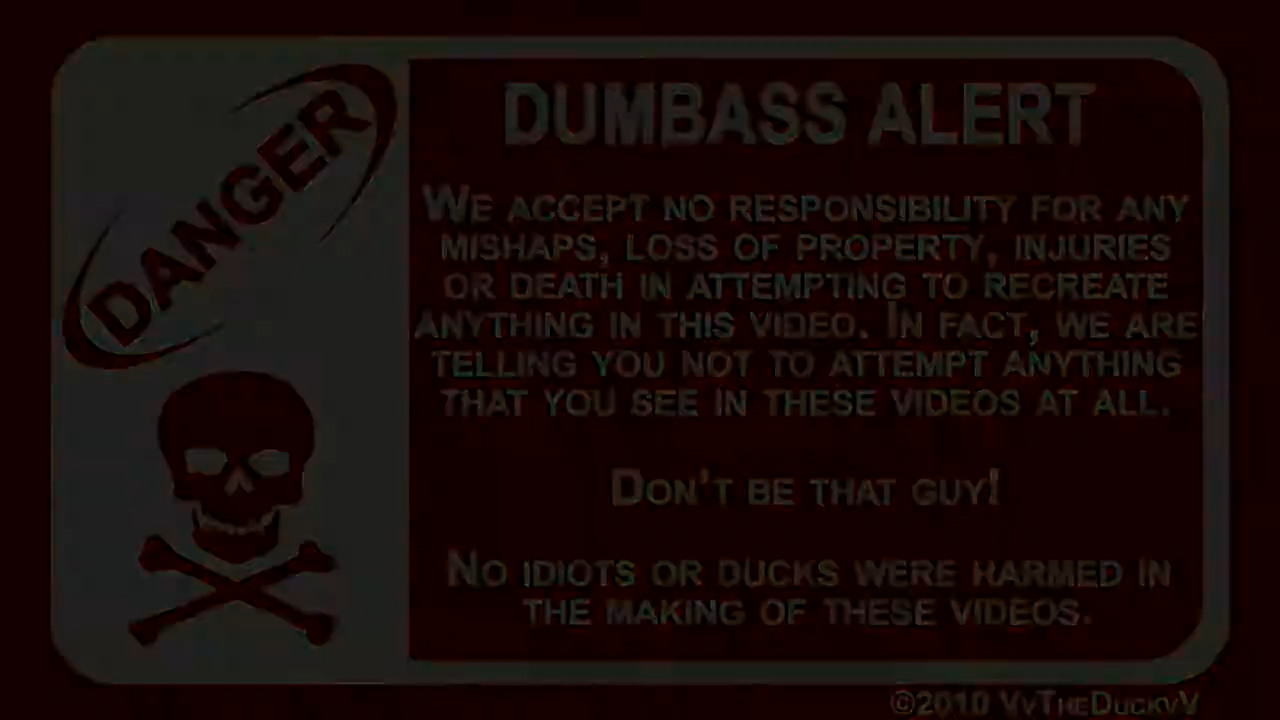 DANGER
DUMBASS ALERT
WE ACCEPT NO RESPONSIBILITY FOR ANY
MISHAPS, LOSS OF PROPERTY, INJURIES
OR DEATH IN ATTEMPTING TO RECREATE
ANYTHING IN THIS VIDEO. IN FACT, WE ARE
TELLING YOU NOT TO ATTEMPT ANYTHING
THAT YOU SEE IN THESE VIDEOS AT ALL.
DON'T BE THAT GUY!
NO IDIOTS OR DUCKS WERE HARMED IN
THE MAKING OF THESE VIDEOS.
©2010 VVTHEDUCKVV